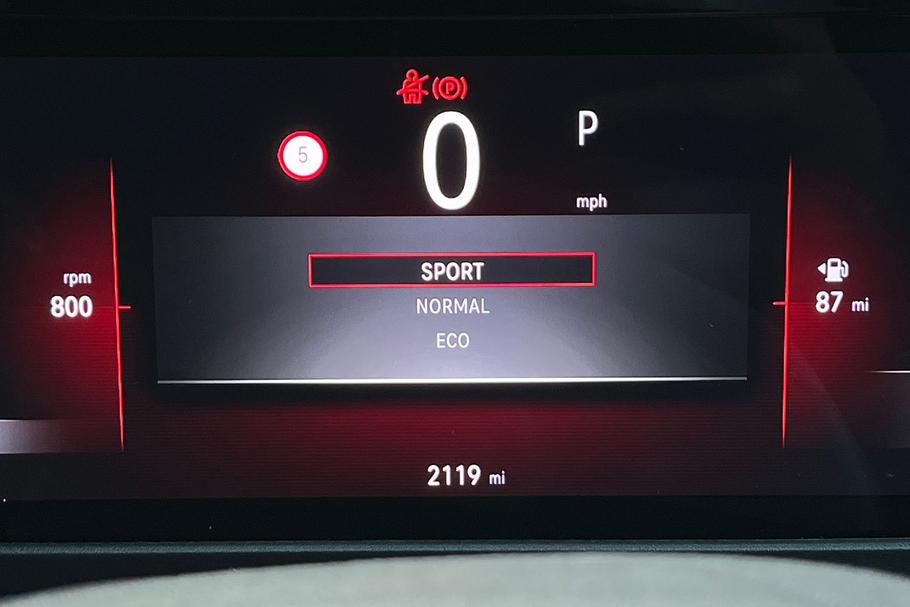 P
5
0
P
mph
SPORT
rpm
800
NORMAL
87 mi
ECO
2119 mi